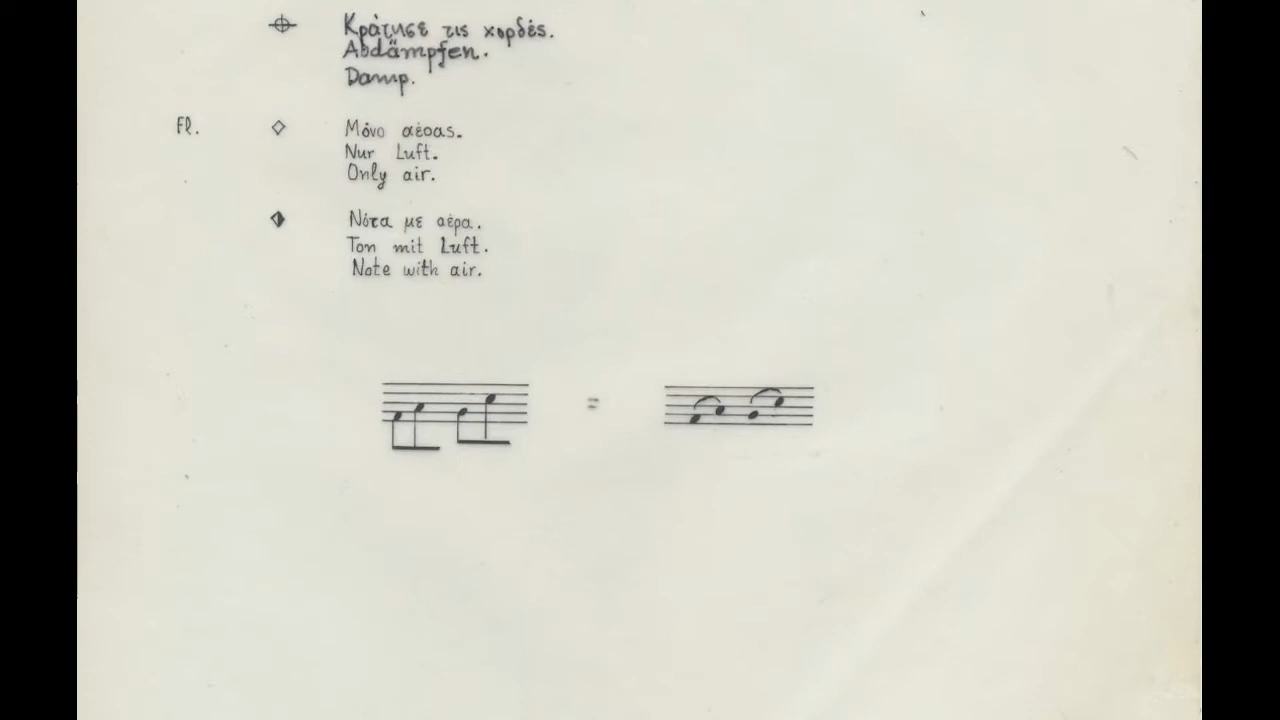 Κράτησε τις χορδές.
Abdämpfen.
Damp.
Fl. Μόνο αέρας.
Nur Luft.
Only air.
Νότα με αέρα.
Ton mit Luft.
Note with air.
=